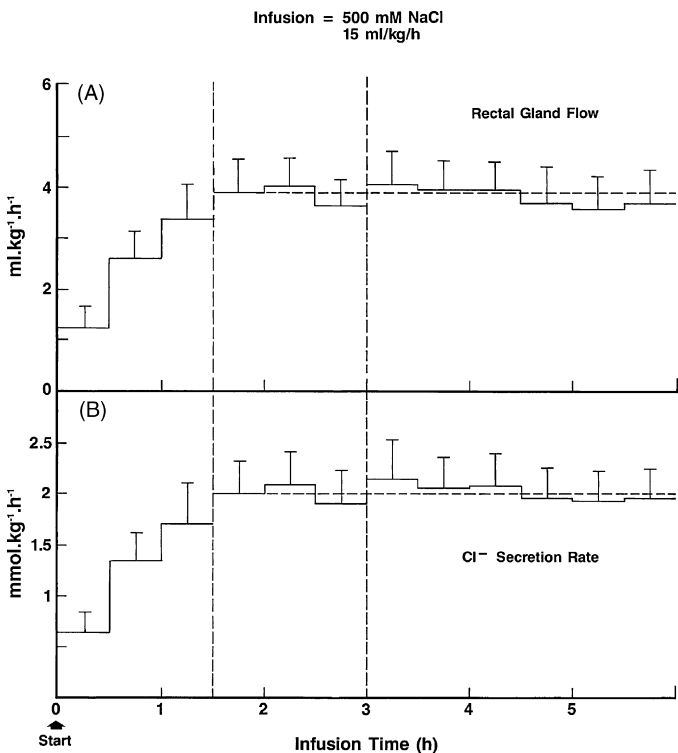 Infusion = 500 mM NaCl
15 ml/kg/h
6
(A)
Rectal Gland Flow
4
ml.kg⁻¹.h⁻¹
2
0
(B)
2.5
2
mmol.kg⁻¹.h⁻¹
1.5
Cl⁻ Secretion Rate
1
0 1 2 3 4 5
Start
Infusion Time (h)